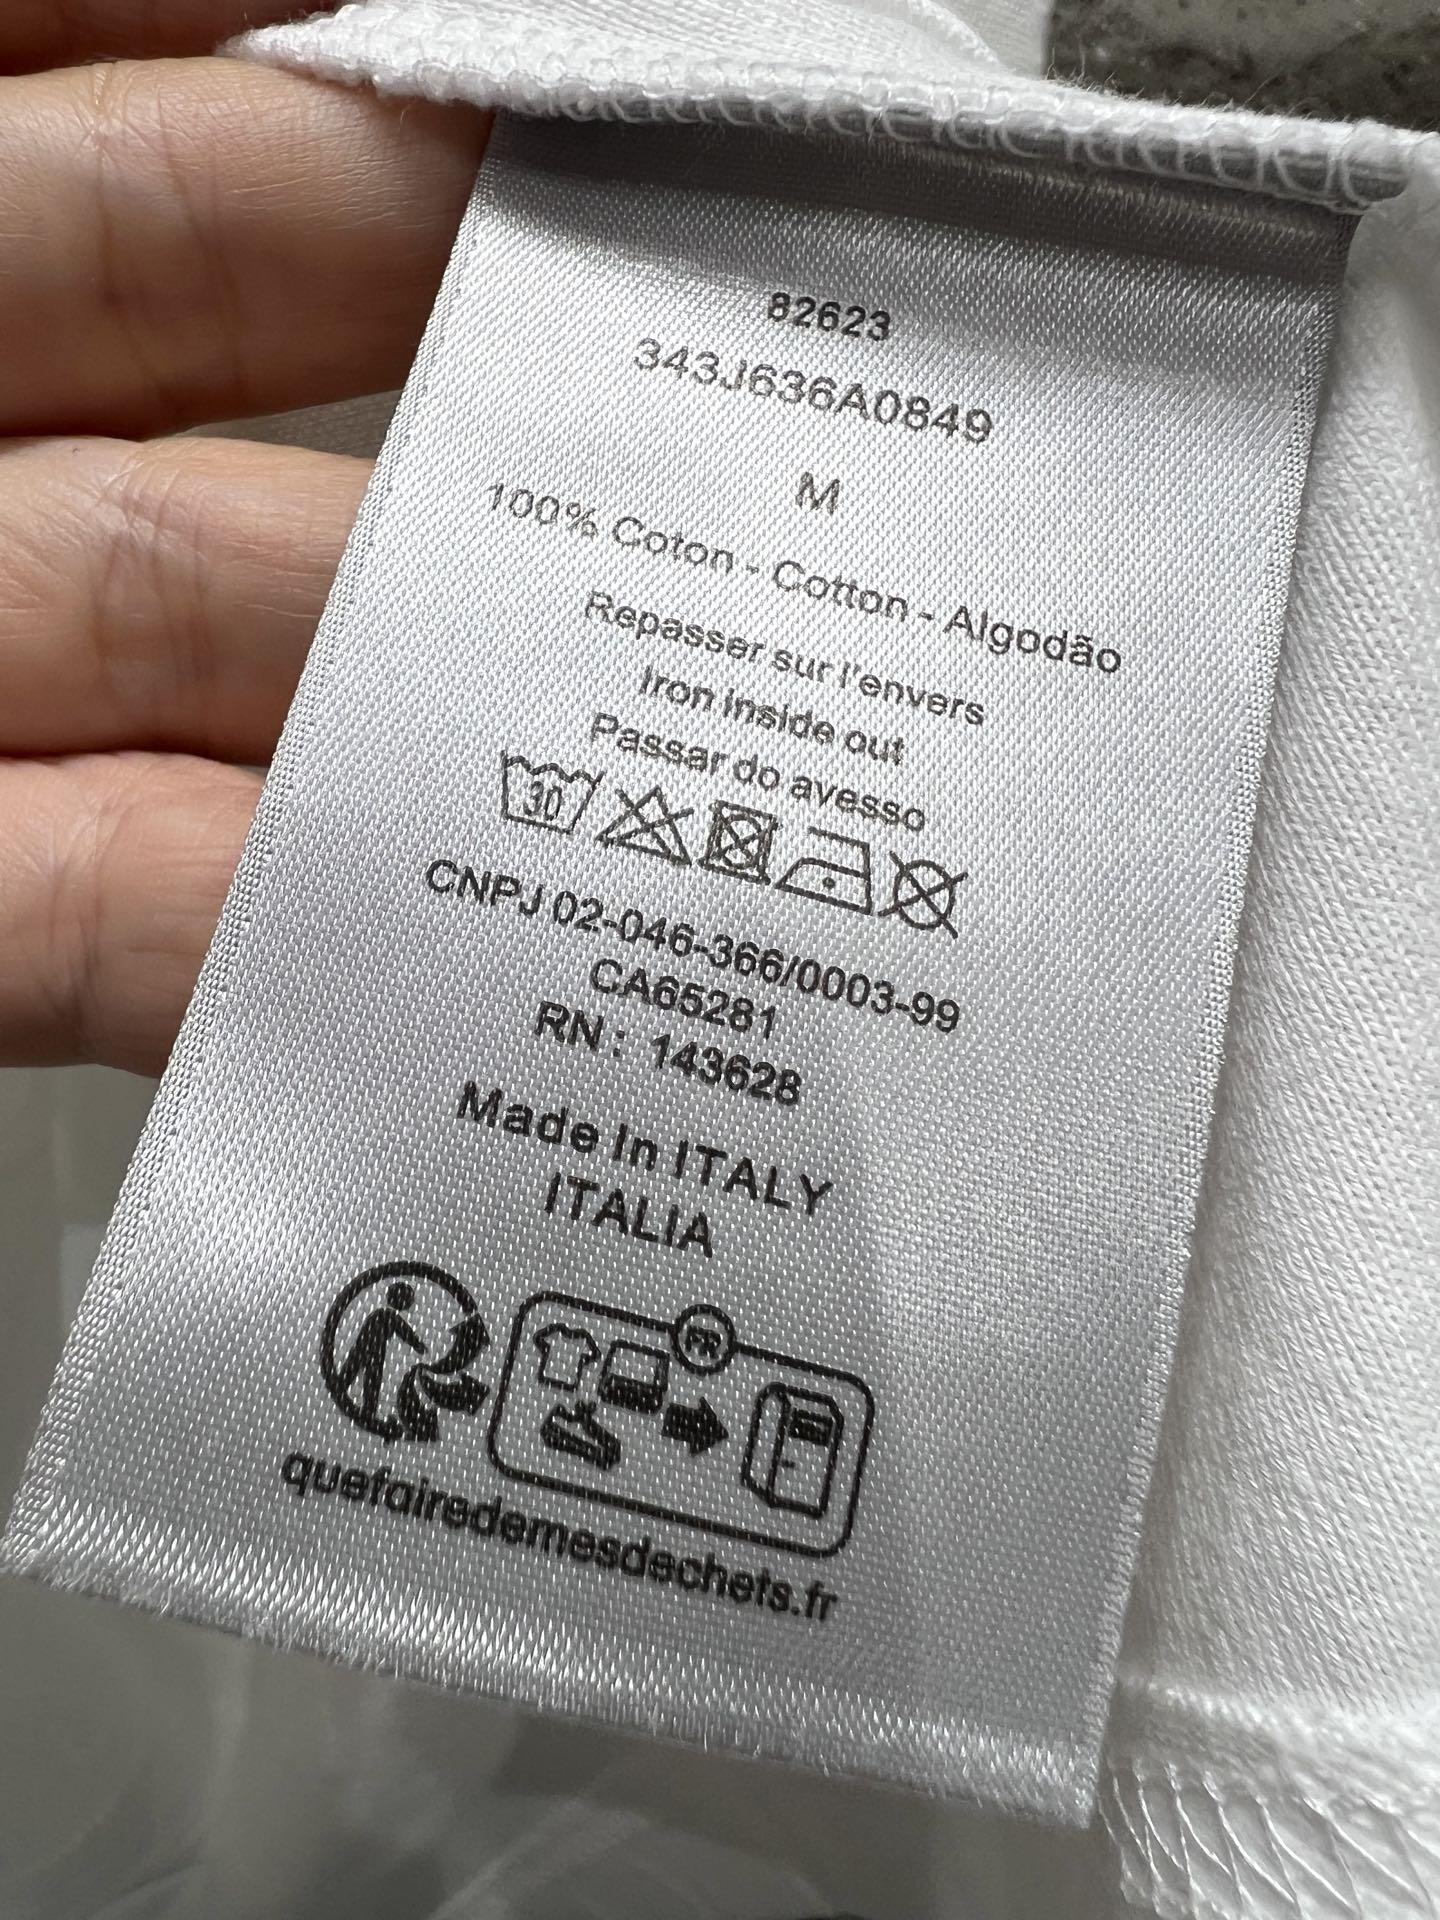 82623
343J636A0849
M
100% Coton - Cotton - Algodão
Repasser sur l'envers
Iron inside out
Passar do avesso
30
CNPJ 02-046-366/0003-99
CA65281
RN : 143628
Made in ITALY
ITALIA
FR
quefairedemesdechets.fr